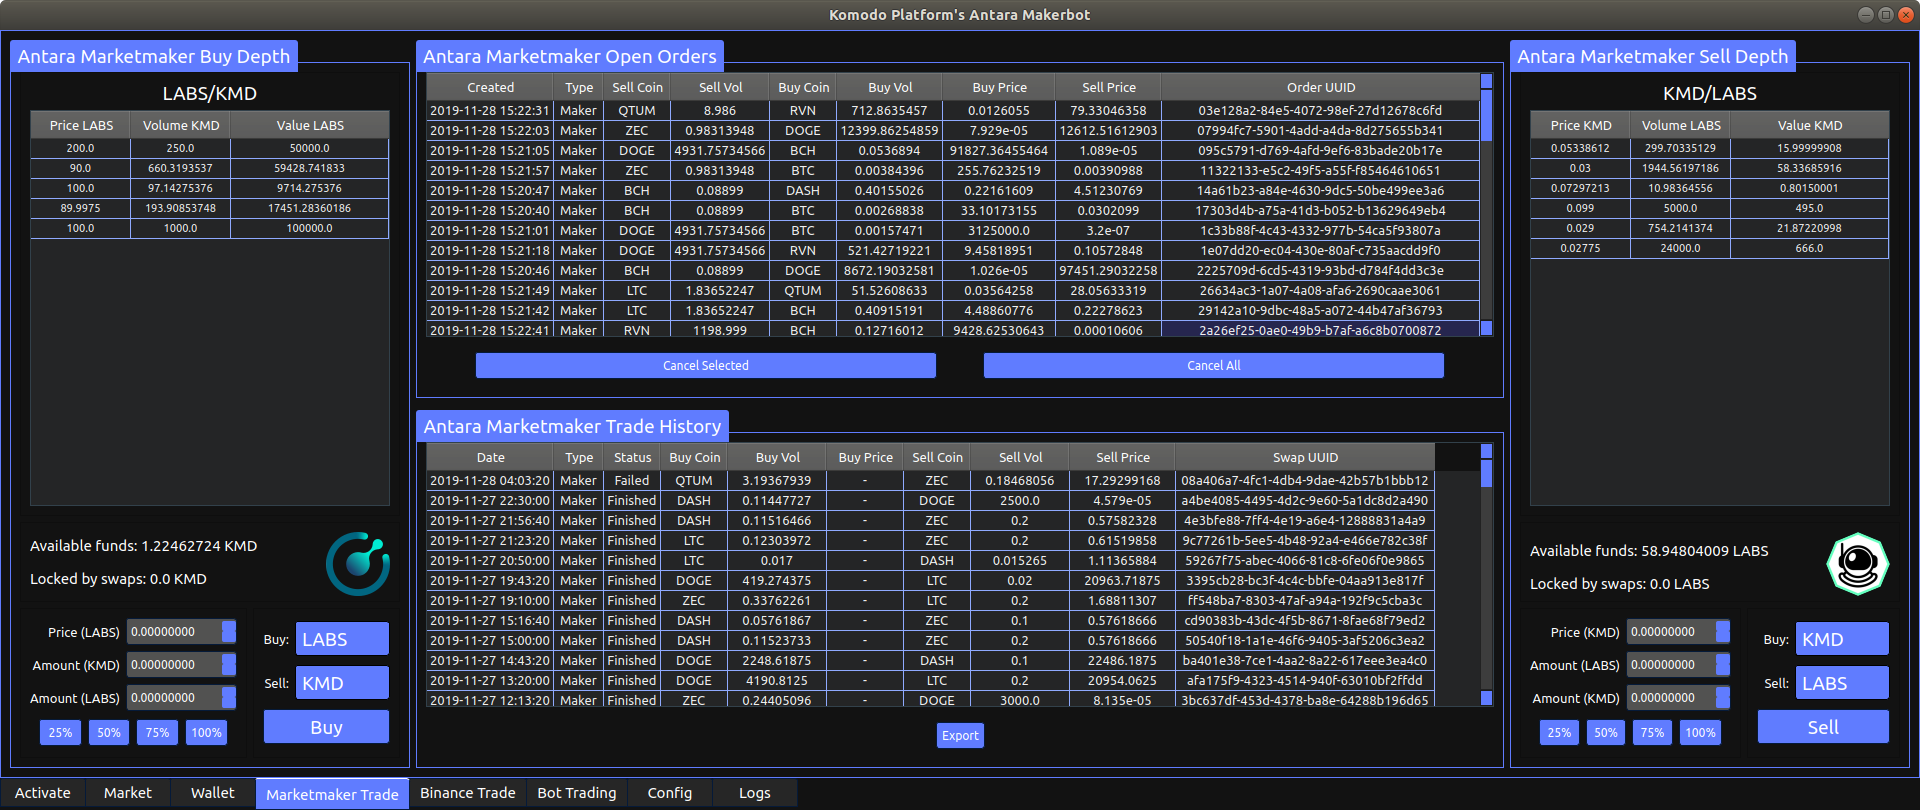 Komodo Platform's Antara Makerbot
Antara Marketmaker Buy Depth
LABS/KMD
Price LABS Volume KMD Value LABS
200.0 250.0 50000.0
90.0 660.3193537 59428.741833
100.0 97.14275376 9714.275376
89.9975 193.90853748 17451.28360186
100.0 1000.0 100000.0
Available funds: 1.22462724 KMD
Locked by swaps: 0.0 KMD
Price (LABS) 0.00000000
Amount (KMD) 0.00000000
Amount (LABS) 0.00000000
25% 50% 75% 100%
Buy: LABS
Sell: KMD
Buy
Antara Marketmaker Open Orders
Created Type Sell Coin Sell Vol Buy Coin Buy Vol Buy Price Sell Price Order UUID
2019-11-28 15:22:31 Maker QTUM 8.986 RVN 712.8635457 0.0126055 79.33046358 03e128a2-84e5-4072-98ef-27d12678c6fd
2019-11-28 15:22:03 Maker ZEC 0.98313948 DOGE 12399.86254859 7.929e-05 12612.51612903 07994fc7-5901-4add-a4da-8d275655b341
2019-11-28 15:21:05 Maker DOGE 4931.75734566 BCH 0.0536894 91827.36455464 1.089e-05 095c5791-d769-4afd-9ef6-83bade20b17e
2019-11-28 15:21:57 Maker ZEC 0.98313948 BTC 0.00384396 255.76232519 0.00390988 11322133-e5c2-49f5-a55f-f85464610651
2019-11-28 15:20:47 Maker BCH 0.08899 DASH 0.40155026 0.22161609 4.51230769 14a61b23-a84e-4630-9dc5-50be499ee3a6
2019-11-28 15:20:40 Maker BCH 0.08899 BTC 0.00268838 33.10173155 0.0302099 17303d4b-a75a-41d3-b052-b13629649eb4
2019-11-28 15:21:01 Maker DOGE 4931.75734566 BTC 0.00157471 3125000.0 3.2e-07 1c33b88f-4c43-4332-977b-54ca5f93807a
2019-11-28 15:21:18 Maker DOGE 4931.75734566 RVN 521.42719221 9.45818951 0.10572848 1e07dd20-ec04-430e-80af-c735aacdd9f0
2019-11-28 15:20:46 Maker BCH 0.08899 DOGE 8672.19032581 1.026e-05 97451.29032258 2225709d-6cd5-4319-93bd-d784f4dd3c3e
2019-11-28 15:21:49 Maker LTC 1.83652247 QTUM 51.52608633 0.03564258 28.05633319 26634ac3-1a07-4a08-afa6-2690caae3061
2019-11-28 15:21:42 Maker LTC 1.83652247 BCH 0.40915191 4.48860776 0.22278623 29142a10-9dbc-48a5-a072-44b47af36793
2019-11-28 15:22:41 Maker RVN 1198.999 BCH 0.12716012 9428.62530643 0.00010606 2a26ef25-0ae0-49b9-b7af-a6c8b0700872
Cancel Selected Cancel All
Antara Marketmaker Trade History
Date Type Status Buy Coin Buy Vol Buy Price Sell Coin Sell Vol Sell Price Swap UUID
2019-11-28 04:03:20 Maker Failed QTUM 3.19367939 - ZEC 0.18468056 17.29299168 08a406a7-4fc1-4db4-9dae-42b57b1bbb12
2019-11-27 22:30:00 Maker Finished DASH 0.11447727 - DOGE 2500.0 4.579e-05 a4be4085-4495-4d2c-9e60-5a1dc8d2a490
2019-11-27 21:56:40 Maker Finished DASH 0.11516466 - ZEC 0.2 0.57582328 4e3bfe88-7ff4-4e19-a6e4-12888831a4a9
2019-11-27 21:23:20 Maker Finished LTC 0.12303972 - ZEC 0.2 0.61519858 9c77261b-5ee5-4b48-92a4-e466e782c38f
2019-11-27 20:50:00 Maker Finished LTC 0.017 - DASH 0.015265 1.11365884 59267f75-abec-4066-81c8-6fe06f0e9865
2019-11-27 19:43:20 Maker Finished DOGE 419.274375 - LTC 0.02 20963.71875 3395cb28-bc3f-4c4c-bbfe-04aa913e817f
2019-11-27 19:10:00 Maker Finished ZEC 0.33762261 - LTC 0.2 1.68811307 ff548ba7-8303-47af-a94a-192f9c5cba3c
2019-11-27 15:16:40 Maker Finished DASH 0.05761867 - ZEC 0.1 0.57618666 cd90383b-43dc-4f5b-8671-8fae68f79ed2
2019-11-27 15:00:00 Maker Finished DASH 0.11523733 - ZEC 0.2 0.57618666 50540f18-1a1e-46f6-9405-3af5206c3ea2
2019-11-27 14:43:20 Maker Finished DOGE 2248.61875 - DASH 0.1 22486.1875 ba401e38-7ce1-4aa2-8a22-617eee3ea4c0
2019-11-27 13:20:00 Maker Finished DOGE 4190.8125 - LTC 0.2 20954.0625 afa175f9-4323-4514-940f-63010bf2ffdd
2019-11-27 12:13:20 Maker Finished ZEC 0.24405096 - DOGE 3000.0 8.135e-05 3bc637df-453d-4378-ba8e-64288b196d65
Export
Antara Marketmaker Sell Depth
KMD/LABS
Price KMD Volume LABS Value KMD
0.05338612 299.70335129 15.99999908
0.03 1944.56197186 58.33685916
0.07297213 10.98364556 0.80150001
0.099 5000.0 495.0
0.029 754.2141374 21.87220998
0.02775 24000.0 666.0
Available funds: 58.94804009 LABS
Locked by swaps: 0.0 LABS
Price (KMD) 0.00000000
Amount (LABS) 0.00000000
Amount (KMD) 0.00000000
25% 50% 75% 100%
Buy: KMD
Sell: LABS
Sell
Activate Market Wallet Marketmaker Trade Binance Trade Bot Trading Config Logs